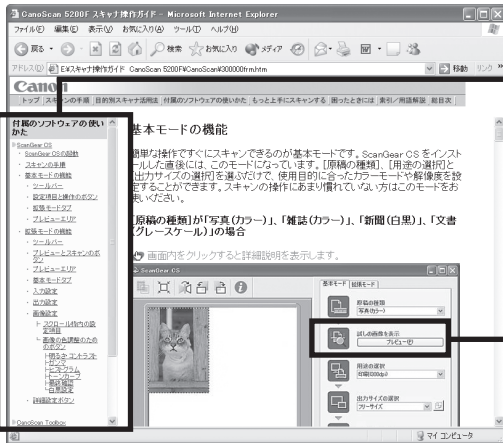 CanoScan 5200F スキャナ操作ガイド - Microsoft Internet Explorer
ファイル(F) 編集(E) 表示(V) お気に入り(A) ツール(T) ヘルプ(H)
戻る 検索 お気に入り メディア
アドレス(D) E:¥スキャナ操作ガイド CanoScan 5200F¥CanoScan¥300000frm.htm 移動 リンク
Canon
トップ スキャンの手順 目的別スキャナ活用法 付属のソフトウェアの使いかた もっと上手にスキャンする 困ったときには 索引／用語解説 総目次
付属のソフトウェアの使いかた
ScanGear CS
ScanGear CSの起動
スキャンの手順
基本モードの機能
ツールバー
設定項目と操作のボタン
拡張モードタブ
プレビューエリア
拡張モードの機能
ツールバー
プレビューとスキャンのボタン
プレビューエリア
基本モードタブ
入力設定
出力設定
画像設定
スクロール枠内の設定項目
画像の色調整のためのボタン
明るさ・コントラスト
ガンマ
ヒストグラム
トーンカーブ
最終確認
白黒設定
詳細設定ボタン
CanoScan Toolbox
基本モードの機能
簡単な操作ですぐにスキャンできるのが基本モードです。ScanGear CS をインスト
ールした直後には、このモードになっています。[原稿の種類]、[用途の選択]と
[出力サイズの選択]を選ぶだけで、使用目的に合ったカラーモードや解像度を設
定することができます。スキャンの操作にあまり慣れていない方はこのモードをお
使いください。
[原稿の種類]が「写真(カラー)」、「雑誌(カラー)」、「新聞(白黒)」、「文書
(グレースケール)」の場合
画面内をクリックすると詳細説明を表示します。
ScanGear CS
基本モード 拡張モード
原稿の種類
写真(カラー)
試しの画像を表示
プレビュー(P)
用途の選択
印刷(300dpi)
出力サイズの選択
フリーサイズ
マイ コンピュータ